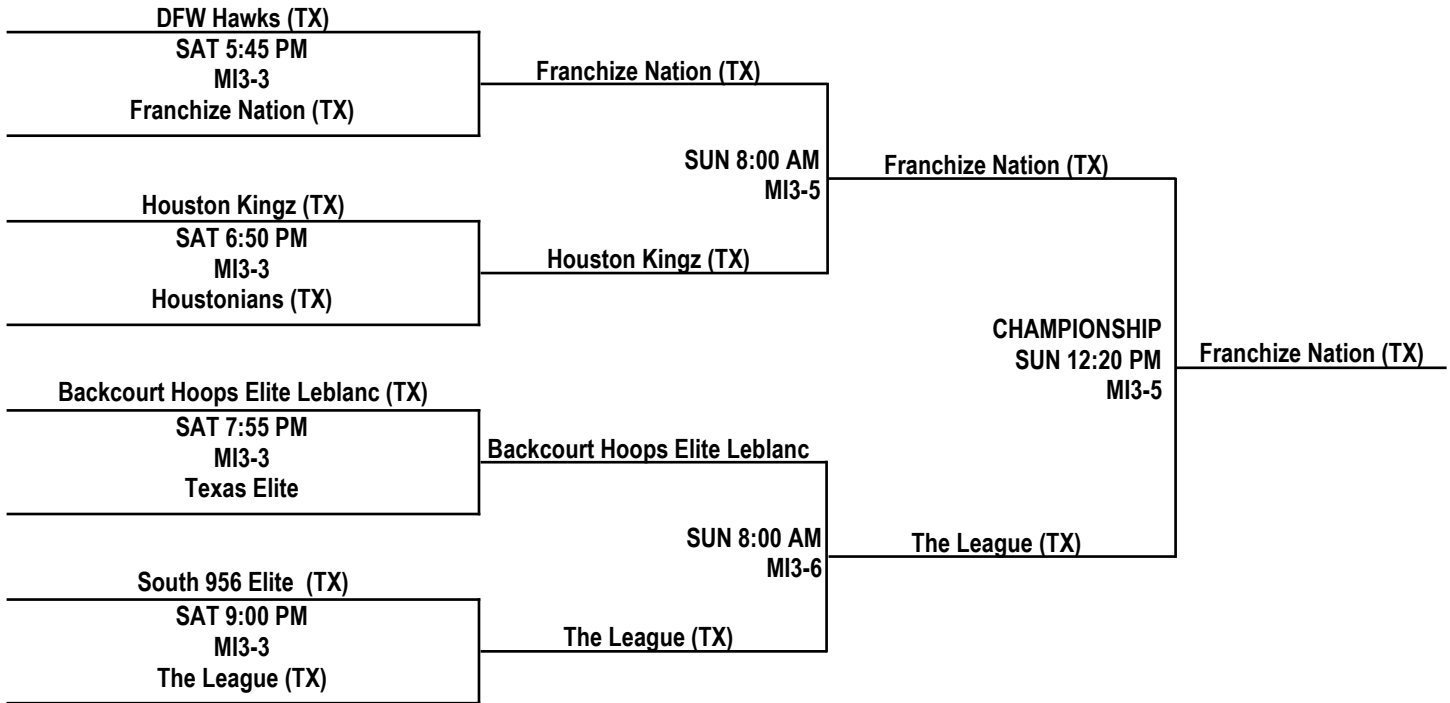 DFW Hawks (TX)
SAT 5:45 PM
MI3-3
Franchize Nation (TX)
Houston Kingz (TX)
SAT 6:50 PM
MI3-3
Houstonians (TX)
Backcourt Hoops Elite Leblanc (TX)
SAT 7:55 PM
MI3-3
Texas Elite
South 956 Elite (TX)
SAT 9:00 PM
MI3-3
The League (TX)
Franchize Nation (TX)
SUN 8:00 AM
MI3-5
Houston Kingz (TX)
Backcourt Hoops Elite Leblanc
SUN 8:00 AM
MI3-6
The League (TX)
Franchize Nation (TX)
CHAMPIONSHIP
SUN 12:20 PM
MI3-5
The League (TX)
Franchize Nation (TX)